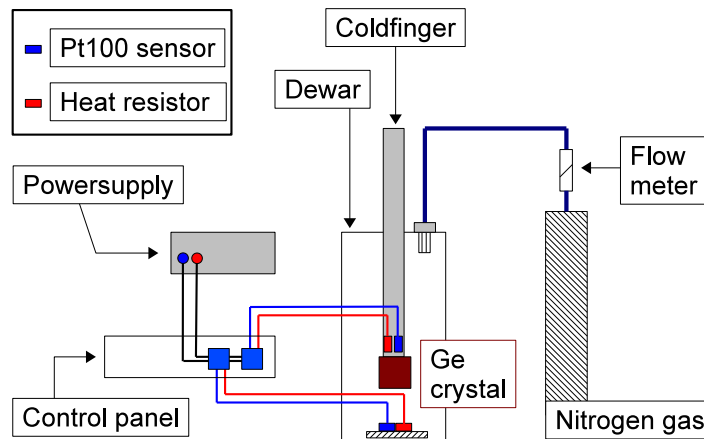 Pt100 sensor
Heat resistor
Coldfinger
Dewar
Powersupply
Flow
meter
Ge
crystal
Control panel
Nitrogen gas